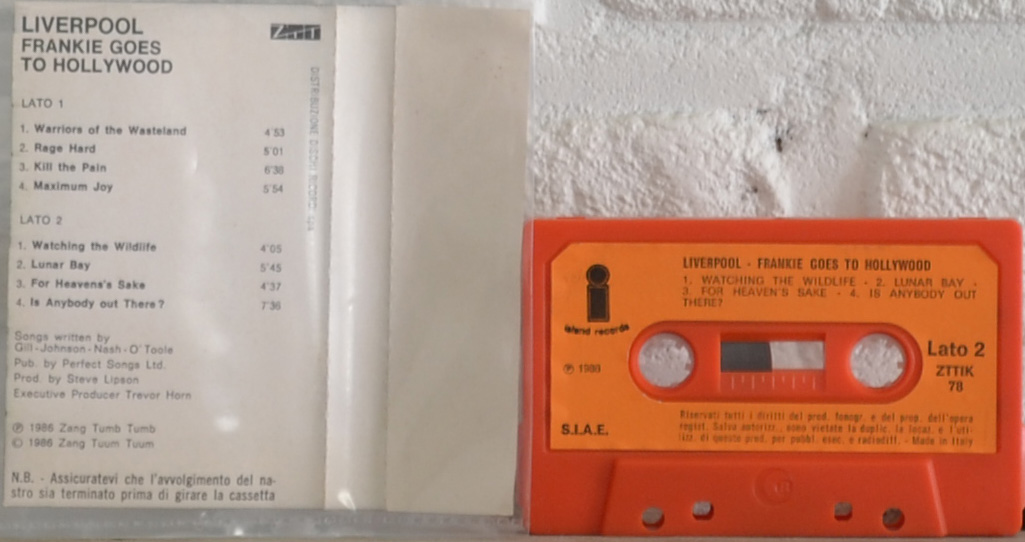 LIVERPOOL
FRANKIE GOES
TO HOLLYWOOD
ZTT
DISTRIBUZIONE DISCHI RICORDI
LATO 1
1. Warriors of the Wasteland 4'53
2. Rage Hard 5'01
3. Kill the Pain 6'38
4. Maximum Joy 5'54
LATO 2
1. Watching the Wildlife 4'05
2. Lunar Bay 5'45
3. For Heavens's Sake 4'37
4. Is Anybody out There? 7'36
Songs written by
Gill-Johnson-Nash-O'Toole
Pub. by Perfect Songs Ltd.
Prod. by Steve Lipson
Executive Producer Trevor Horn
℗ 1986 Zang Tumb Tumb
© 1986 Zang Tuum Tuum
N.B. - Assicuratevi che l'avvolgimento del na-
stro sia terminato prima di girare la cassetta
LIVERPOOL - FRANKIE GOES TO HOLLYWOOD
1. WATCHING THE WILDLIFE - 2. LUNAR BAY -
3. FOR HEAVEN'S SAKE - 4. IS ANYBODY OUT
THERE?
island records
Lato 2
ZTTIK
78
℗
S.I.A.E.
Riservati tutti i diritti del prod. fonogr. e del prop. dell'opera
regist. Salvo autorizz., sono vietate la duplic. la locaz. e l'uti-
lizz. di questo prod. per pubbl. esec. e radiodiff. - Made in Italy